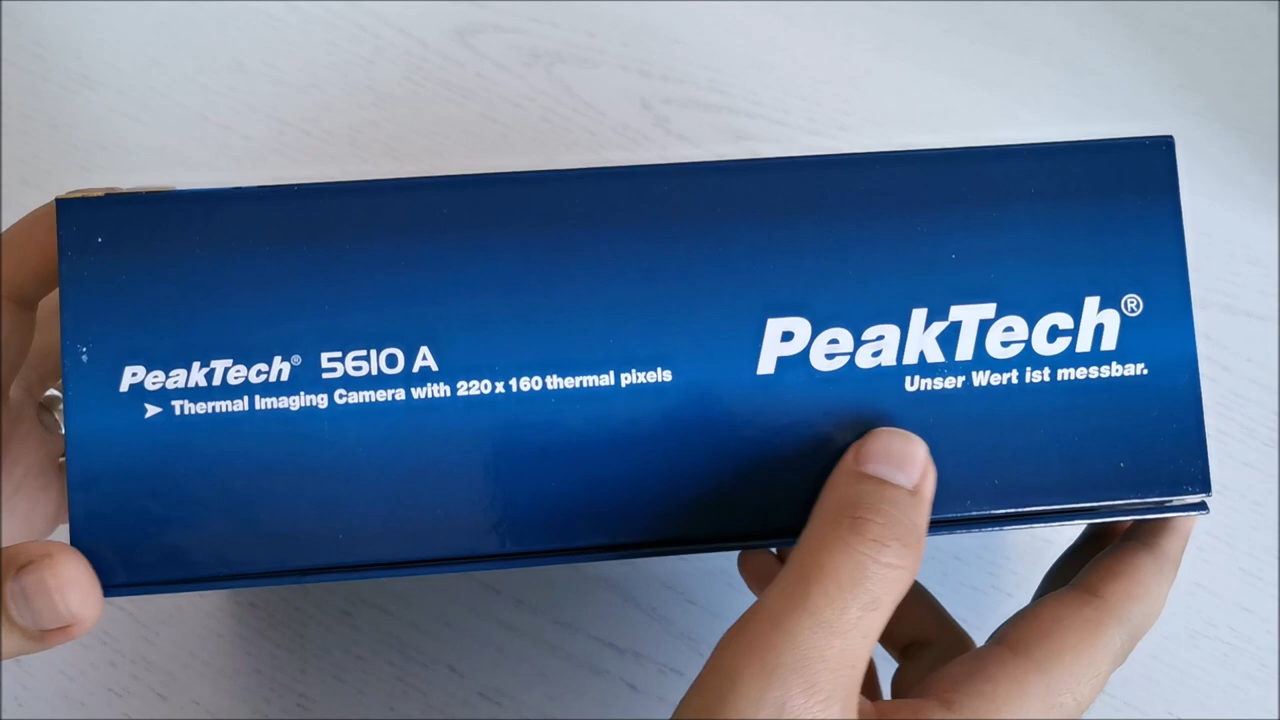 PeakTech® 5610 A
➤ Thermal Imaging Camera with 220 x 160 thermal pixels
PeakTech®
Unser Wert ist messbar.